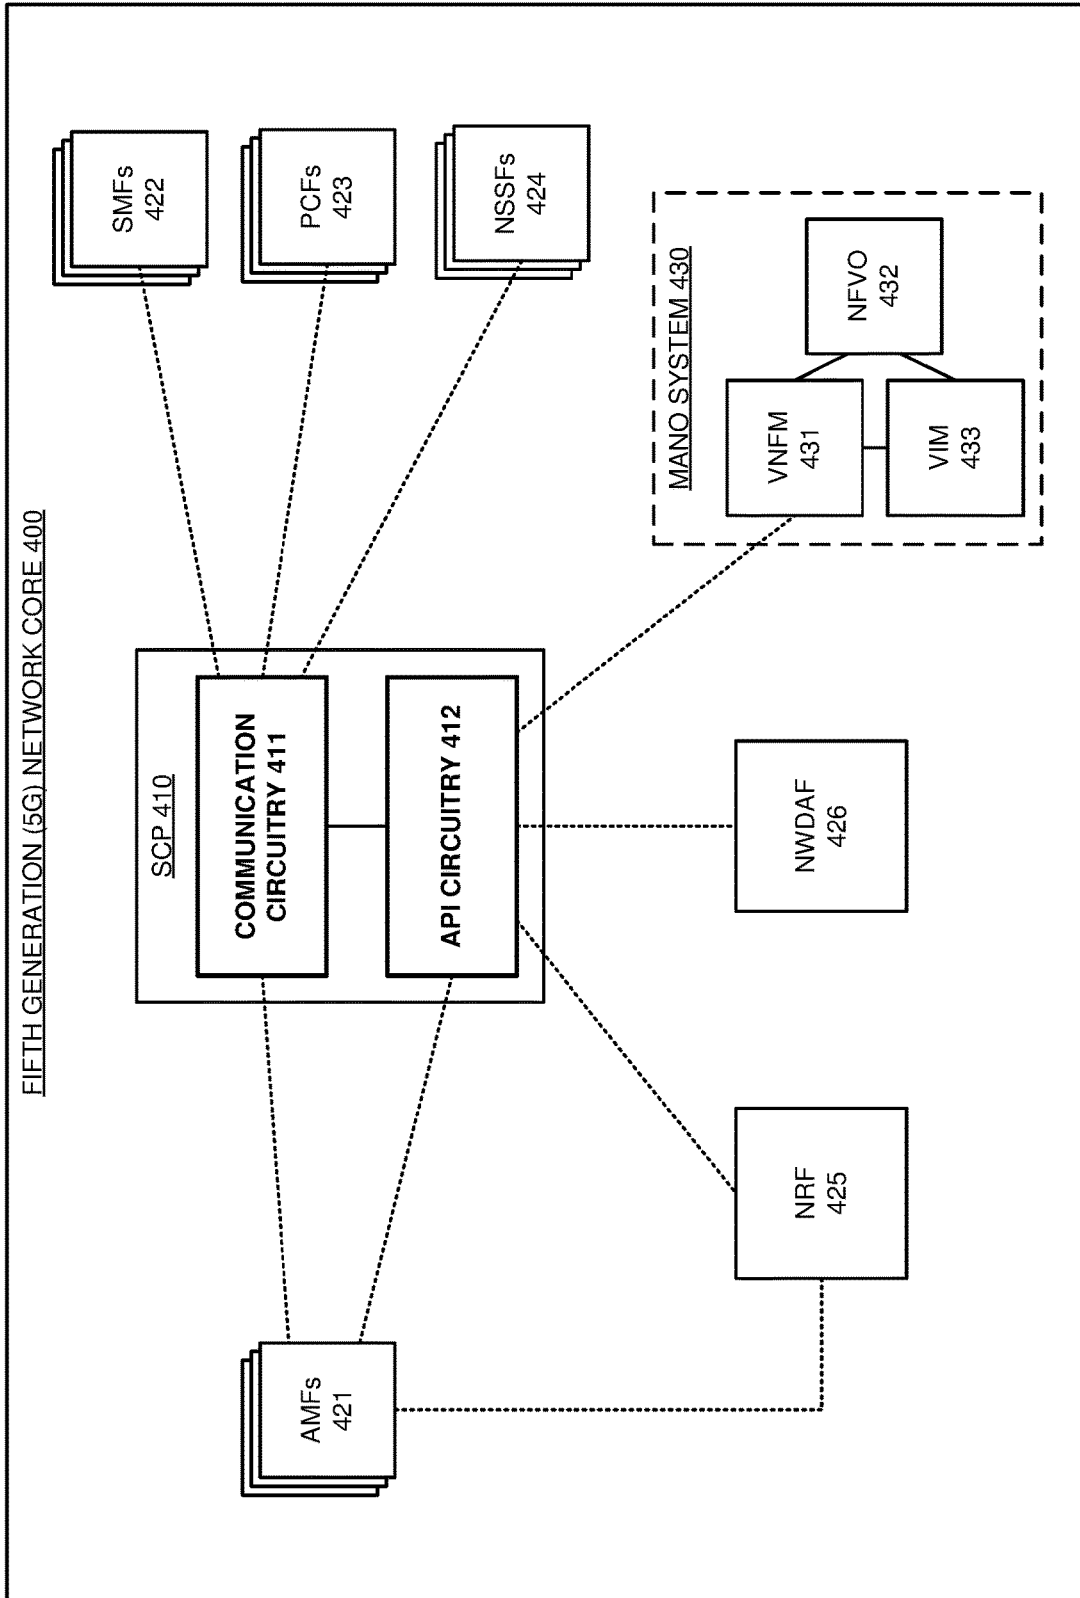 FIFTH GENERATION (5G) NETWORK CORE 400
SCP 410
COMMUNICATION
CIRCUITRY 411
API CIRCUITRY 412
AMFs
421
SMFs
422
PCFs
423
NSSFs
424
NRF
425
NWDAF
426
MANO SYSTEM 430
VNFM
431
NFVO
432
VIM
433